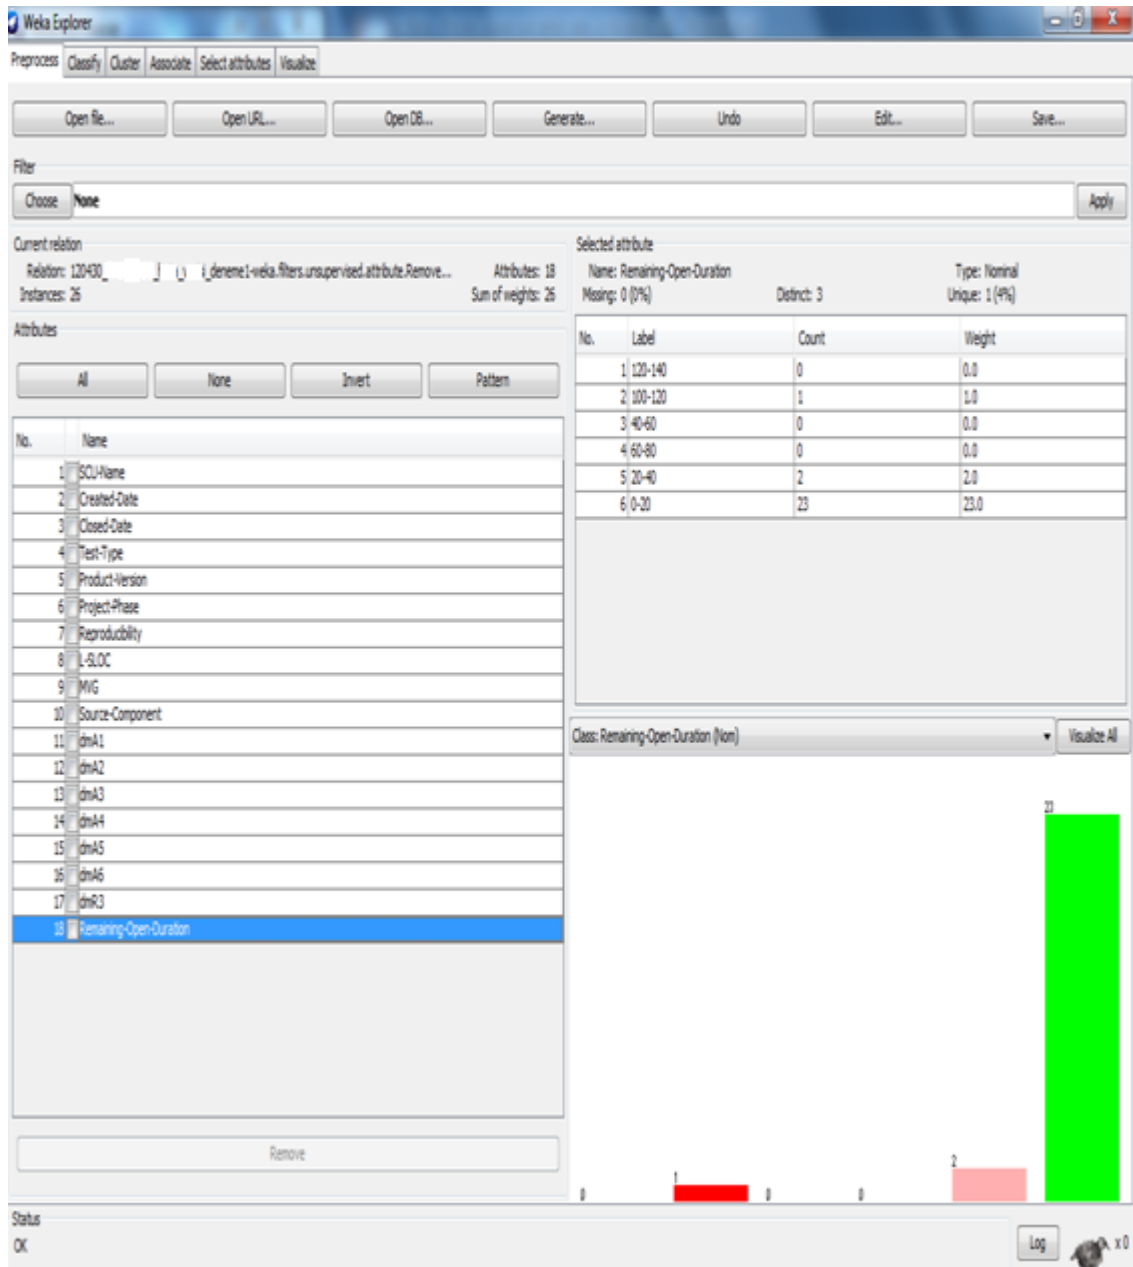 Weka Explorer
Preprocess Classify Cluster Associate Select attributes Visualize
Open file... Open URL... Open DB... Generate... Undo Edit... Save...
Filter
Choose None Apply
Current relation
Relation: 120430_ _deneme1-weka.filters.unsupervised.attribute.Remove... Attributes: 18
Instances: 26 Sum of weights: 26
Attributes
All None Invert Pattern
No. Name
1 SCU-Name
2 Created-Date
3 Closed-Date
4 Test-Type
5 Product-Version
6 Project-Phase
7 Reproducibility
8 L-SLOC
9 MVG
10 Source-Component
11 dmA1
12 dmA2
13 dmA3
14 dmA4
15 dmA5
16 dmA6
17 dmR3
18 Remaining-Open-Duration
Remove
Selected attribute
Name: Remaining-Open-Duration Type: Nominal
Missing: 0 (0%) Distinct: 3 Unique: 1 (4%)
No. Label Count Weight
1 120-140 0 0.0
2 100-120 1 1.0
3 40-60 0 0.0
4 60-80 0 0.0
5 20-40 2 2.0
6 0-20 23 23.0
Class: Remaining-Open-Duration (Nom) Visualize All
0 1 0 0 2 23
Status
OK Log x 0